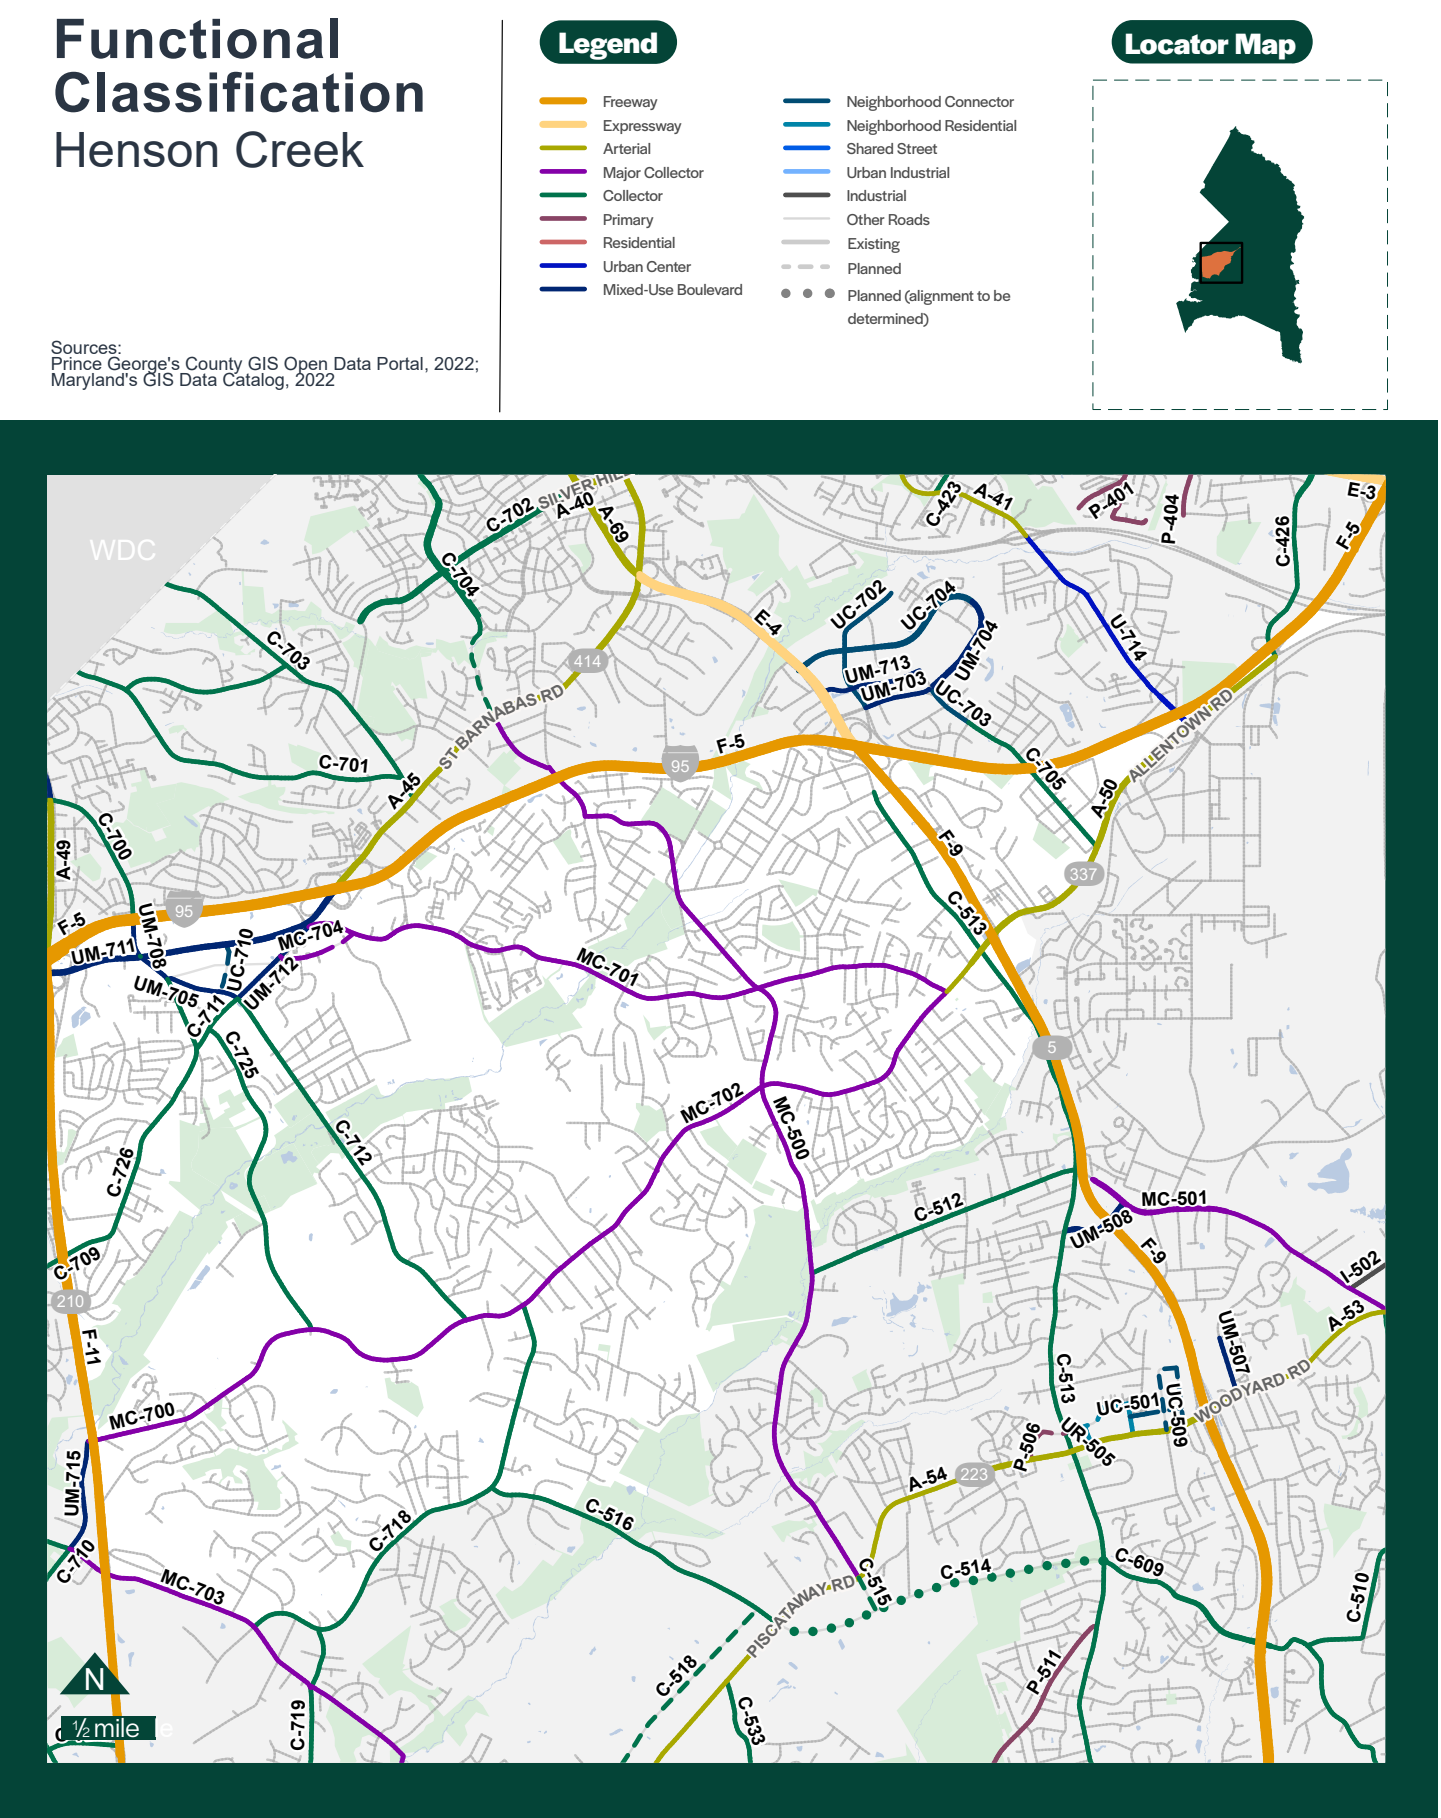 Functional
Classification
Henson Creek
Sources:
Prince George's County GIS Open Data Portal, 2022;
Maryland's GIS Data Catalog, 2022
Legend
Freeway
Expressway
Arterial
Major Collector
Collector
Primary
Residential
Urban Center
Mixed-Use Boulevard
Neighborhood Connector
Neighborhood Residential
Shared Street
Urban Industrial
Industrial
Other Roads
Existing
Planned
Planned (alignment to be
determined)
Locator Map
WDC
C-702
SILVER HILL
A-40
A-69
C-704
C-423
A-41
P-401
P-404
E-3
F-5
C-426
C-703
E-4
UC-702
UC-704
UM-704
U-714
414
UM-713
UM-703
UC-703
ST BARNABAS RD
ALLENTOWN RD
C-701
F-5
95
C-705
A-45
A-50
C-700
A-49
F-9
337
95
F-5
UM-708
C-513
UM-711
MC-704
UC-710
UM-712
MC-701
UM-705
C-711
C-725
5
MC-702
MC-500
C-712
C-726
C-512
MC-501
UM-508
F-9
C-709
I-502
210
A-53
F-11
UM-507
C-513
WOODYARD RD
UC-501
UC-509
MC-700
P-506
UR-505
UM-715
A-54
223
C-718
C-516
C-710
MC-703
C-514
C-515
C-609
C-510
PISCATAWAY RD
C-518
P-511
C-719
C-533
N
½ mile